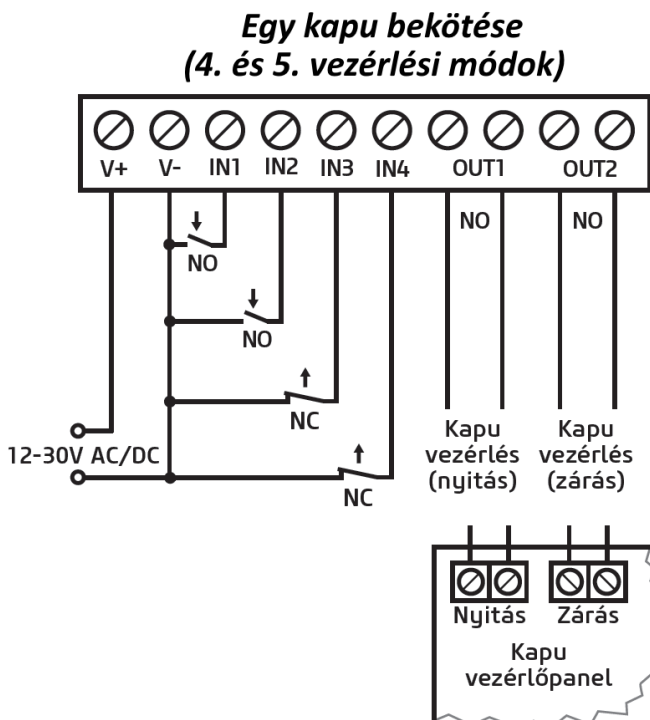 Egy kapu bekötése
(4. és 5. vezérlési módok)
V+ V- IN1 IN2 IN3 IN4 OUT1 OUT2
NO NO
NO
NO
NC
12-30V AC/DC
NC
Kapu
vezérlés
(nyitás)
Kapu
vezérlés
(zárás)
Nyitás Zárás
Kapu
vezérlőpanel